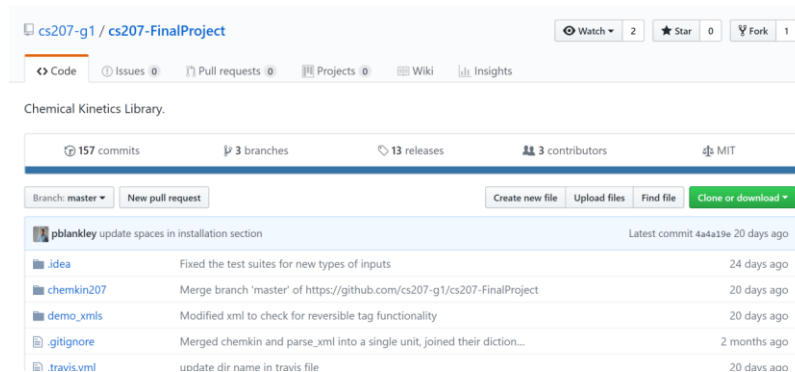 cs207-g1 / cs207-FinalProject Watch 2 Star 0 Fork 1
Code Issues 0 Pull requests 0 Projects 0 Wiki Insights
Chemical Kinetics Library.
157 commits 3 branches 13 releases 3 contributors MIT
Branch: master New pull request Create new file Upload files Find file Clone or download
pblankley update spaces in installation section Latest commit 4a4a19e 20 days ago
.idea Fixed the test suites for new types of inputs 24 days ago
chemkin207 Merge branch 'master' of https://github.com/cs207-g1/cs207-FinalProject 20 days ago
demo_xmls Modified xml to check for reversible tag functionality 20 days ago
.gitignore Merged chemkin and parse_xml into a single unit, joined their diction... 2 months ago
.travis.yml update dir name in travis file 20 days ago